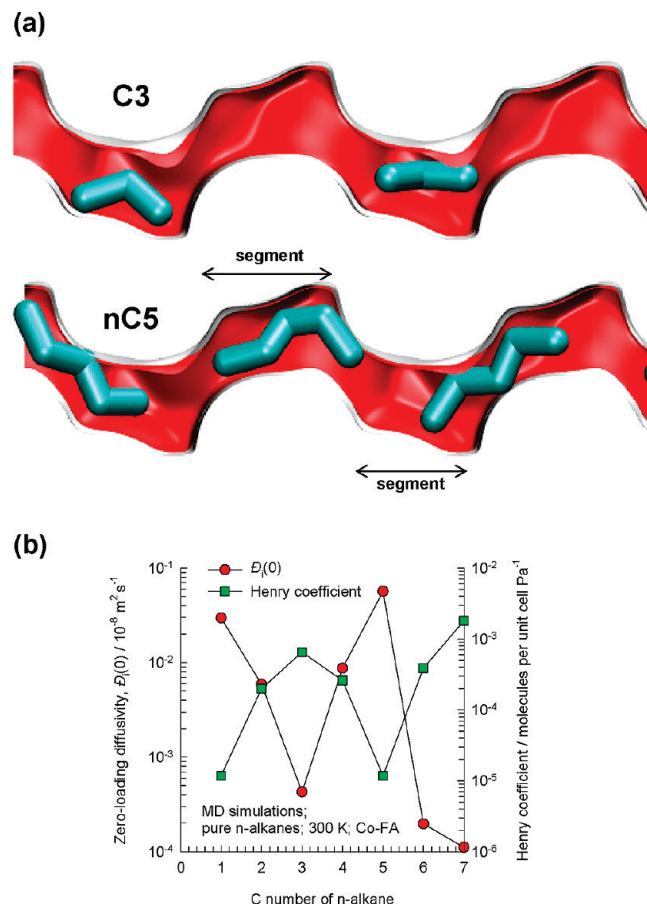 (a)
C3
segment
nC5
segment
(b)
Đi(0)
Henry coefficient
Zero-loading diffusivity, Đi(0) / 10-8 m2 s-1
10-1
10-2
10-3
10-4
10-2
10-3
10-4
10-5
10-6
Henry coefficient / molecules per unit cell Pa-1
MD simulations;
pure n-alkanes; 300 K; Co-FA
0 1 2 3 4 5 6 7
C number of n-alkane